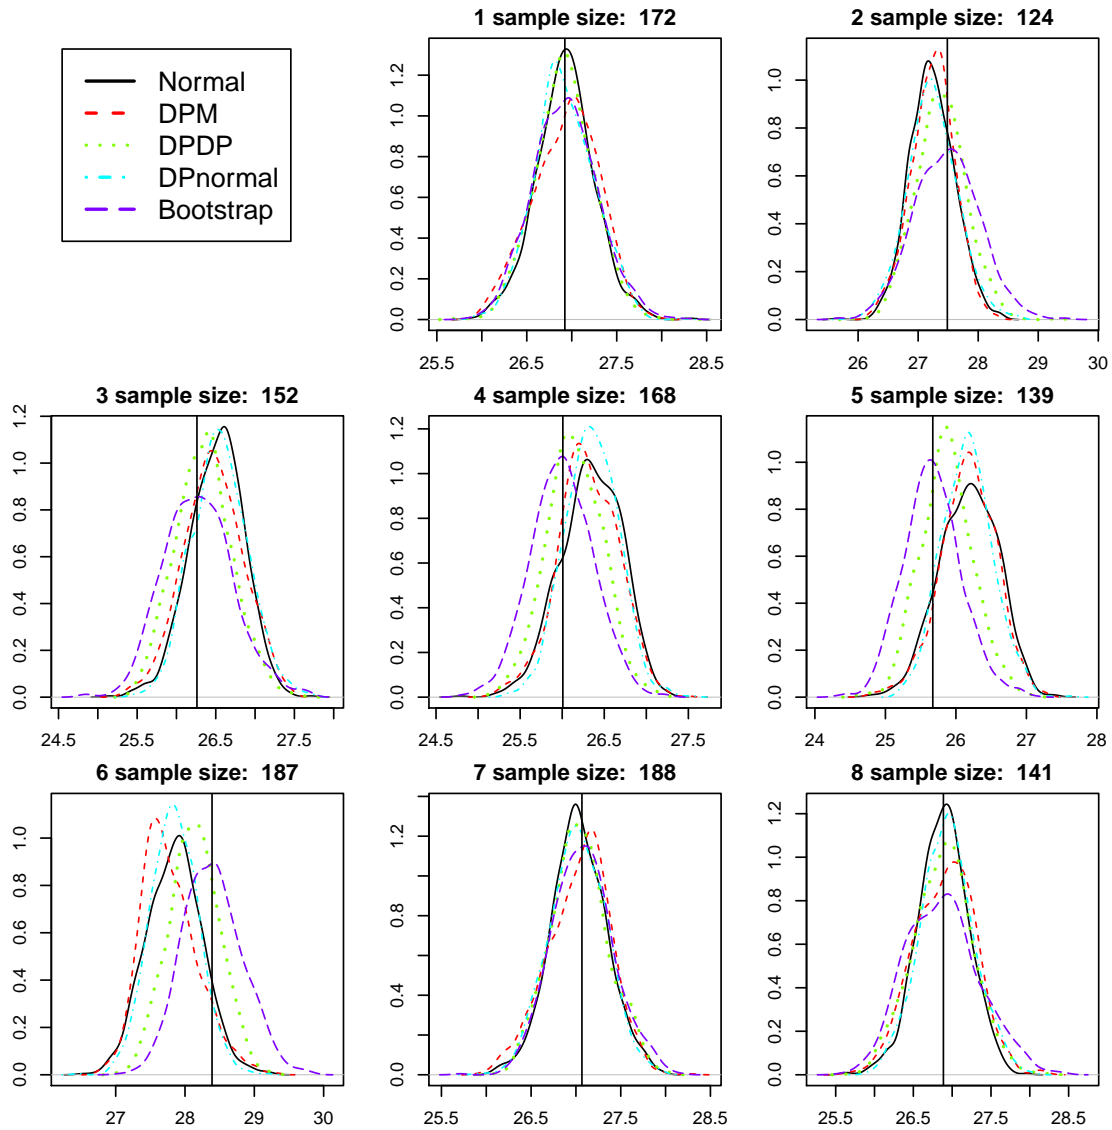 1 sample size: 172
2 sample size: 124
Normal
DPM
DPDP
DPnormal
Bootstrap
0.0 0.2 0.4 0.6 0.8 1.0 1.2
25.5 26.5 27.5 28.5
0.0 0.2 0.4 0.6 0.8 1.0
26 27 28 29 30
3 sample size: 152
4 sample size: 168
5 sample size: 139
0.0 0.2 0.4 0.6 0.8 1.0 1.2
24.5 25.5 26.5 27.5
0.0 0.2 0.4 0.6 0.8 1.0 1.2
24.5 25.5 26.5 27.5
0.0 0.2 0.4 0.6 0.8 1.0
24 25 26 27 28
6 sample size: 187
7 sample size: 188
8 sample size: 141
0.0 0.2 0.4 0.6 0.8 1.0
27 28 29 30
0.0 0.4 0.8 1.2
25.5 26.5 27.5 28.5
0.0 0.2 0.4 0.6 0.8 1.0 1.2
25.5 26.5 27.5 28.5